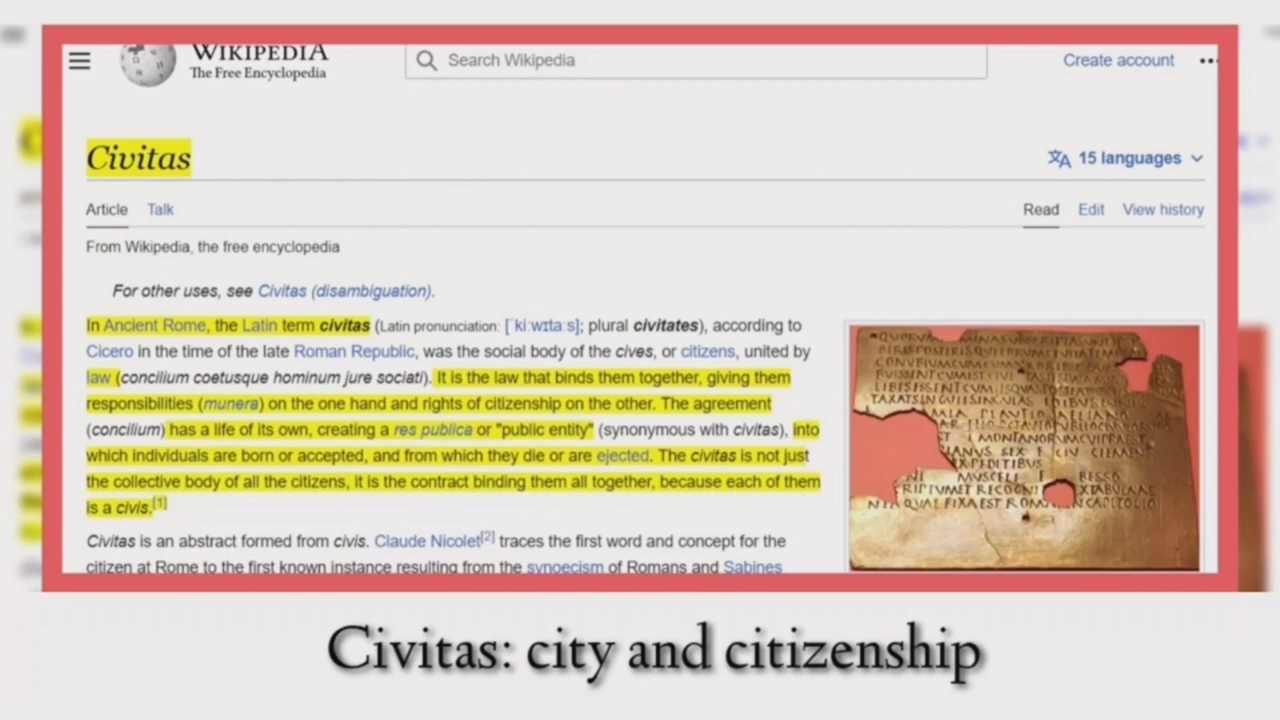 WIKIPEDIA
The Free Encyclopedia
Search Wikipedia
Create account
Civitas
15 languages
Article Talk
Read Edit View history
From Wikipedia, the free encyclopedia
For other uses, see Civitas (disambiguation).
In Ancient Rome, the Latin term civitas (Latin pronunciation: [ˈkiːwɪtaːs]; plural civitates), according to
Cicero in the time of the late Roman Republic, was the social body of the cives, or citizens, united by
law (concilium coetusque hominum jure sociati). It is the law that binds them together, giving them
responsibilities (munera) on the one hand and rights of citizenship on the other. The agreement
(concilium) has a life of its own, creating a res publica or "public entity" (synonymous with civitas), into
which individuals are born or accepted, and from which they die or are ejected. The civitas is not just
the collective body of all the citizens, it is the contract binding them all together, because each of them
is a civis.[1]
Civitas is an abstract formed from civis. Claude Nicolet[2] traces the first word and concept for the
citizen at Rome to the first known instance resulting from the synoecism of Romans and Sabines
Civitas: city and citizenship